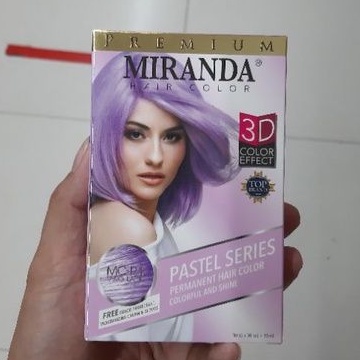 PREMIUM
MIRANDA®
HAIR COLOR
3D
COLOR
EFFECT
TOP
BRAND
MC-P1
PASTEL SERIES
PERMANENT HAIR COLOR
COLORFUL AND SHINE
FREE